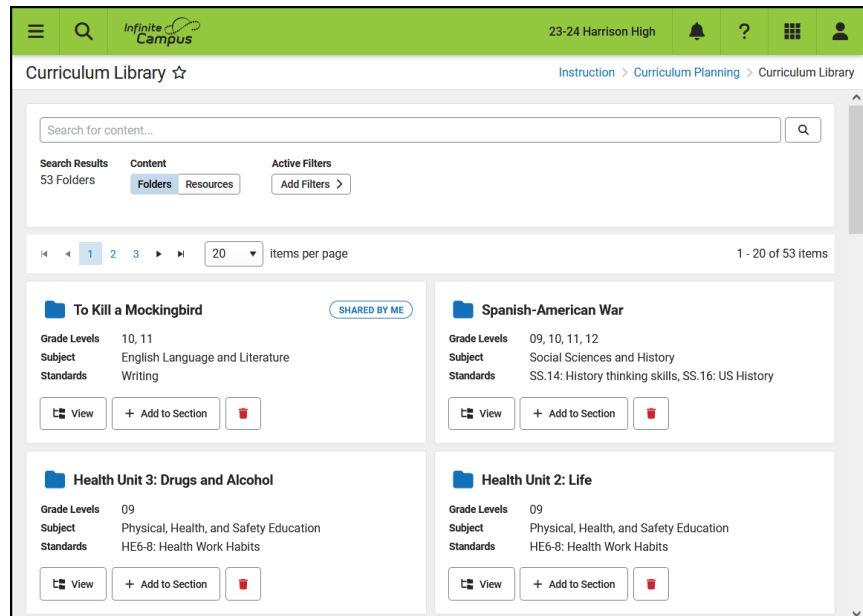 Infinite Campus
23-24 Harrison High
?
Curriculum Library
Instruction > Curriculum Planning > Curriculum Library
Search for content...
Search Results Content Active Filters
53 Folders Folders Resources Add Filters >
1 2 3 20 items per page 1 - 20 of 53 items
To Kill a Mockingbird SHARED BY ME
Grade Levels 10, 11
Subject English Language and Literature
Standards Writing
View + Add to Section
Spanish-American War
Grade Levels 09, 10, 11, 12
Subject Social Sciences and History
Standards SS.14: History thinking skills, SS.16: US History
View + Add to Section
Health Unit 3: Drugs and Alcohol
Grade Levels 09
Subject Physical, Health, and Safety Education
Standards HE6-8: Health Work Habits
View + Add to Section
Health Unit 2: Life
Grade Levels 09
Subject Physical, Health, and Safety Education
Standards HE6-8: Health Work Habits
View + Add to Section